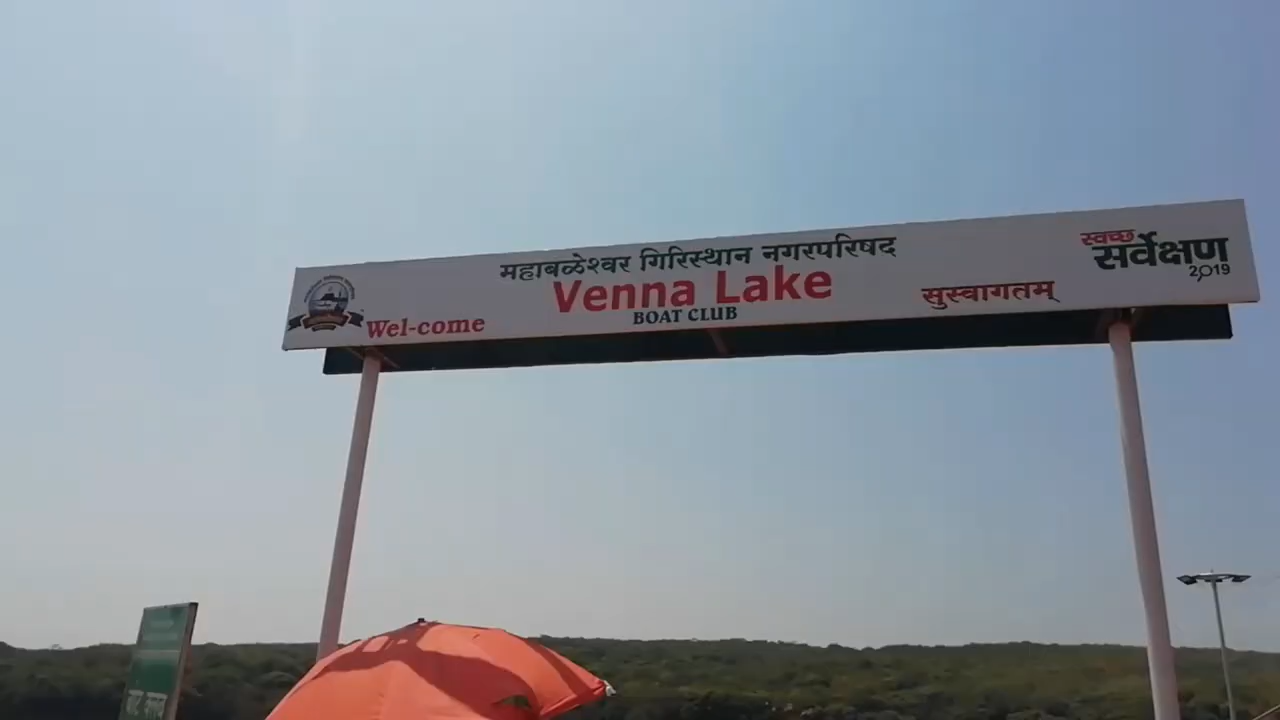 महाबळेश्वर गिरिस्थान नगरपरिषद
Venna Lake
BOAT CLUB
Wel-come
सुस्वागतम्
स्वच्छ
सर्वेक्षण
2019